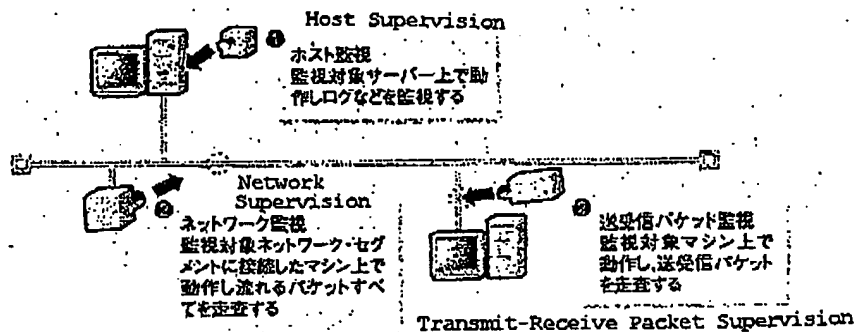 Host Supervision
❶
ホスト監視
監視対象サーバー上で動
作しログなどを監視する
Network
Supervision
❷
ネットワーク監視
監視対象ネットワーク・セグ
メントに接続したマシン上で
動作し流れるパケットすべ
てを走査する
❸
送受信パケッド監視
監視対象マシン上で
動作し、送受信パケット
を走査する
Transmit-Receive Packet Supervision